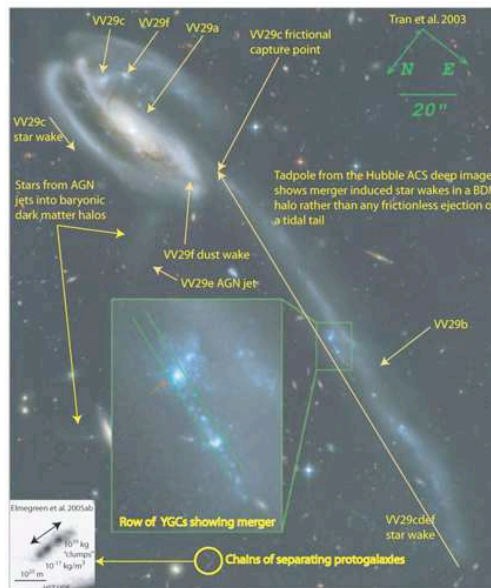 VV29c
VV29f
VV29a
VV29c frictional
capture point
Tran et al. 2003
N E
20"
VV29c
star wake
Stars from AGN
jets into baryonic
dark matter halos
Tadpole from the Hubble ACS deep image
shows merger induced star wakes in a BDM
halo rather than any frictionless ejection o
a tidal tail
VV29f dust wake
VV29e AGN jet
VV29b
Row of YGCs showing merger
VV29cdef
star wake
Elmegreen et al. 2005ab
"clumps"
kg/m³
Chains of separating protogalaxies